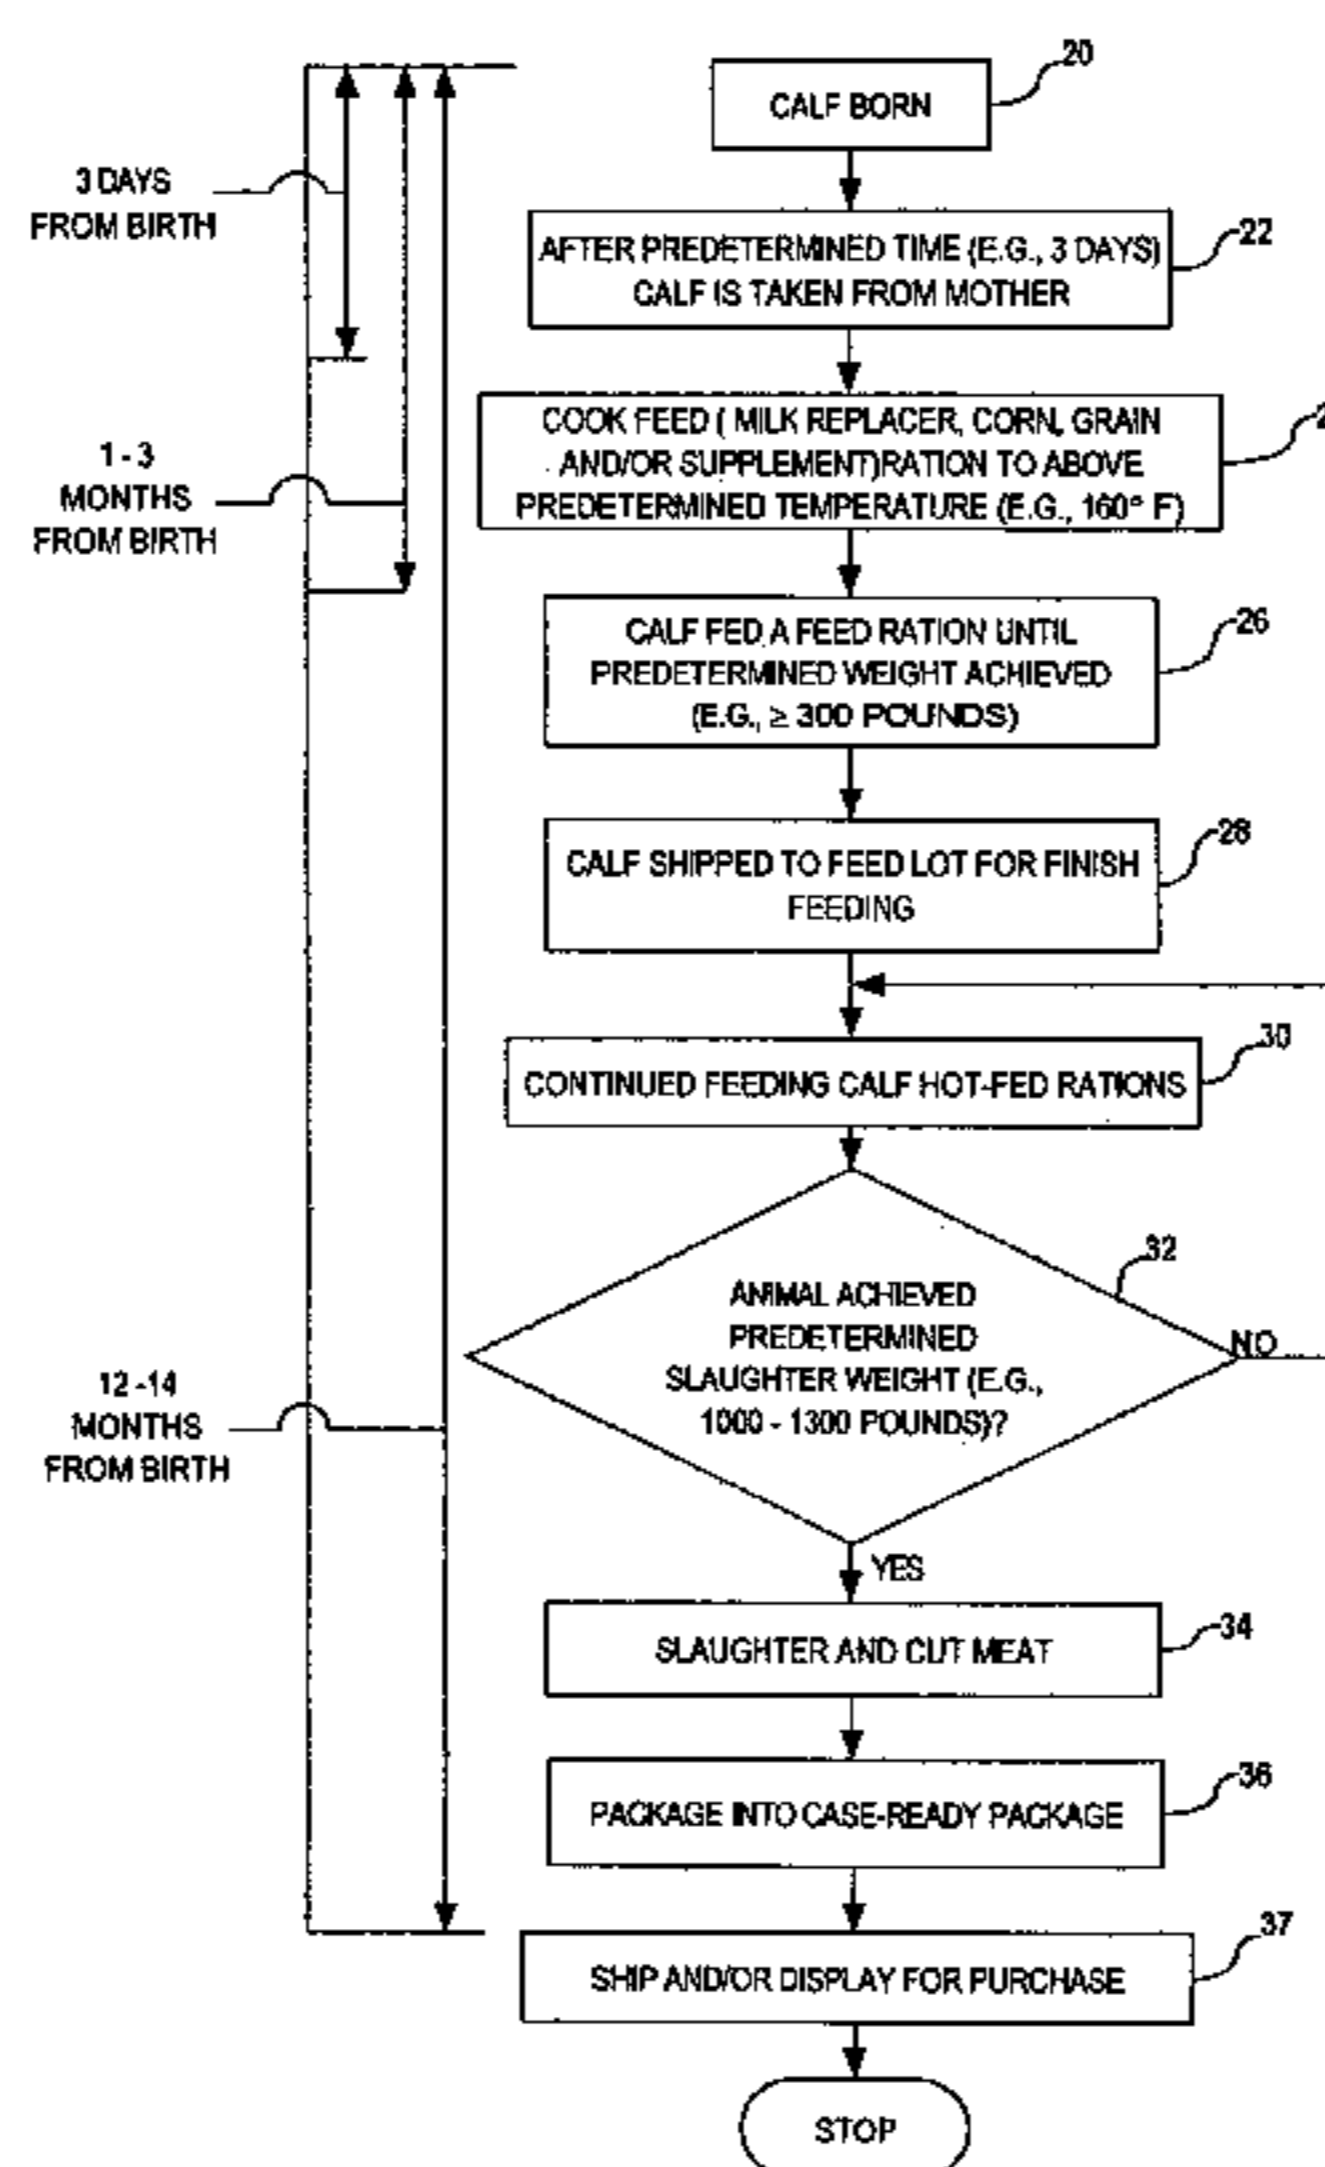 20
CALF BORN
3 DAYS
FROM BIRTH
22
AFTER PREDETERMINED TIME (E.G., 3 DAYS)
CALF IS TAKEN FROM MOTHER
COOK FEED ( MILK REPLACER, CORN, GRAIN
AND/OR SUPPLEMENT)RATION TO ABOVE
PREDETERMINED TEMPERATURE (E.G., 160° F)
1 - 3
MONTHS
FROM BIRTH
26
CALF FED A FEED RATION UNTIL
PREDETERMINED WEIGHT ACHIEVED
(E.G., ≥ 300 POUNDS)
28
CALF SHIPPED TO FEED LOT FOR FINISH
FEEDING
30
CONTINUED FEEDING CALF HOT-FED RATIONS
32
ANIMAL ACHIEVED
PREDETERMINED
SLAUGHTER WEIGHT (E.G.,
1000 - 1300 POUNDS)?
NO
12 -14
MONTHS
FROM BIRTH
YES
34
SLAUGHTER AND CUT MEAT
36
PACKAGE INTO CASE-READY PACKAGE
37
SHIP AND/OR DISPLAY FOR PURCHASE
STOP